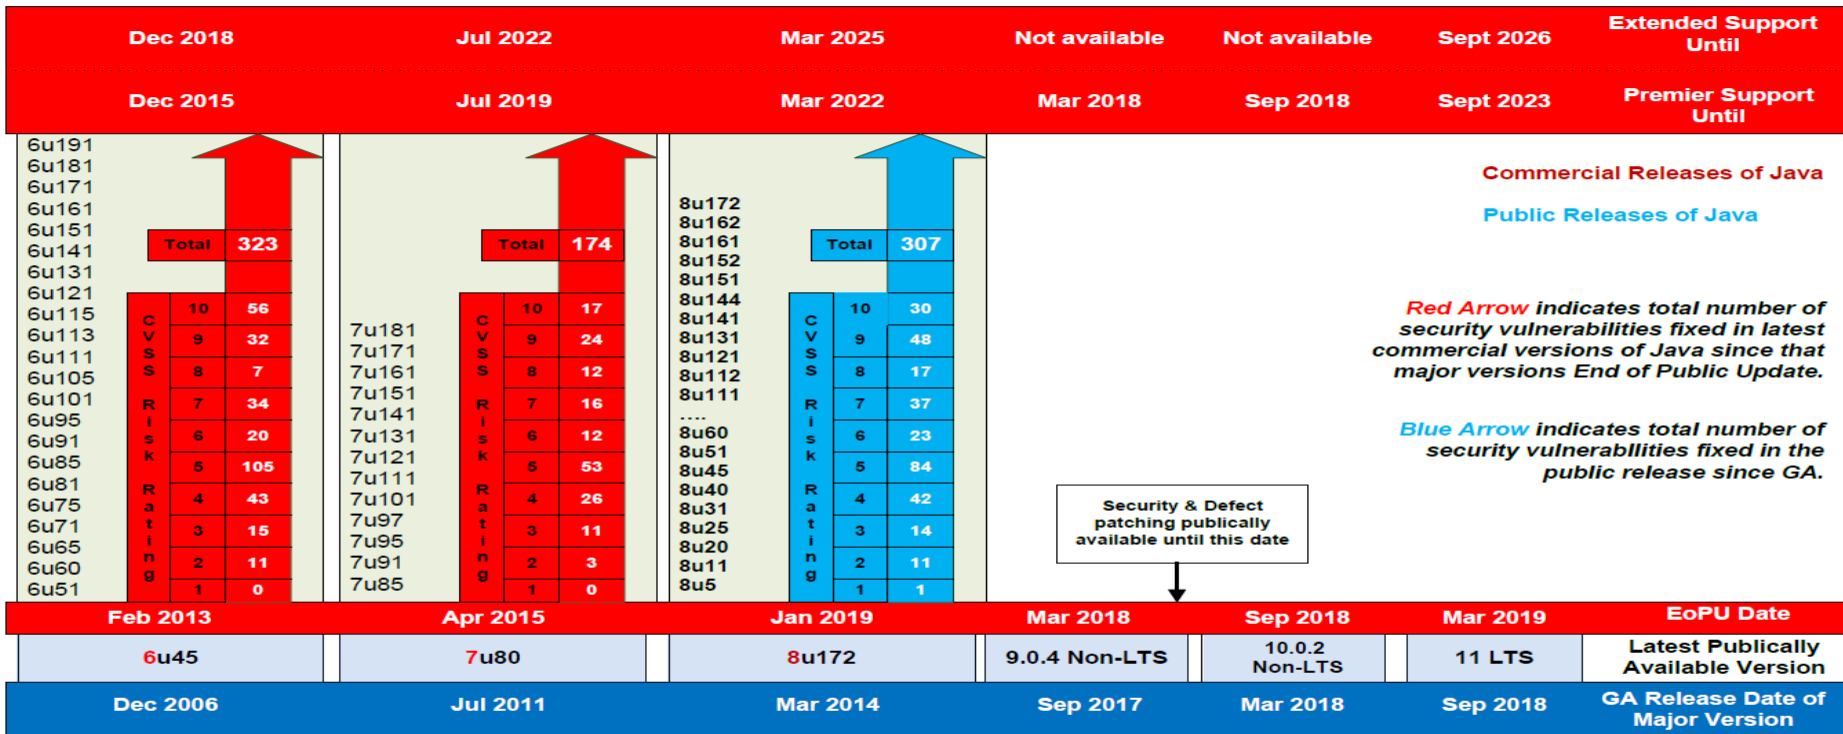 Dec 2018 Jul 2022 Mar 2025 Not available Not available Sept 2026 Extended Support
Until
Dec 2015 Jul 2019 Mar 2022 Mar 2018 Sep 2018 Sept 2023 Premier Support
Until
6u191
6u181
6u171
6u161
6u151
6u141
6u131
6u121
6u115
6u113
6u111
6u105
6u101
6u95
6u91
6u85
6u81
6u75
6u71
6u65
6u60
6u51
Total 323
CVSS Risk Rating
10 56
9 32
8 7
7 34
6 20
5 105
4 43
3 15
2 11
1 0
7u181
7u171
7u161
7u151
7u141
7u131
7u121
7u111
7u101
7u97
7u95
7u91
7u85
Total 174
CVSS Risk Rating
10 17
9 24
8 12
7 16
6 12
5 53
4 26
3 11
2 3
1 0
8u172
8u162
8u161
8u152
8u151
8u144
8u141
8u131
8u121
8u112
8u111
....
8u60
8u51
8u45
8u40
8u31
8u25
8u20
8u11
8u5
Total 307
CVSS Risk Rating
10 30
9 48
8 17
7 37
6 23
5 84
4 42
3 14
2 11
1 1
Commercial Releases of Java
Public Releases of Java
Red Arrow indicates total number of
security vulnerabilities fixed in latest
commercial versions of Java since that
major versions End of Public Update.
Blue Arrow indicates total number of
security vulnerabllities fixed in the
public release since GA.
Security & Defect
patching publically
available until this date
Feb 2013 Apr 2015 Jan 2019 Mar 2018 Sep 2018 Mar 2019 EoPU Date
6u45 7u80 8u172 9.0.4 Non-LTS 10.0.2
Non-LTS 11 LTS Latest Publically
Available Version
Dec 2006 Jul 2011 Mar 2014 Sep 2017 Mar 2018 Sep 2018 GA Release Date of
Major Version